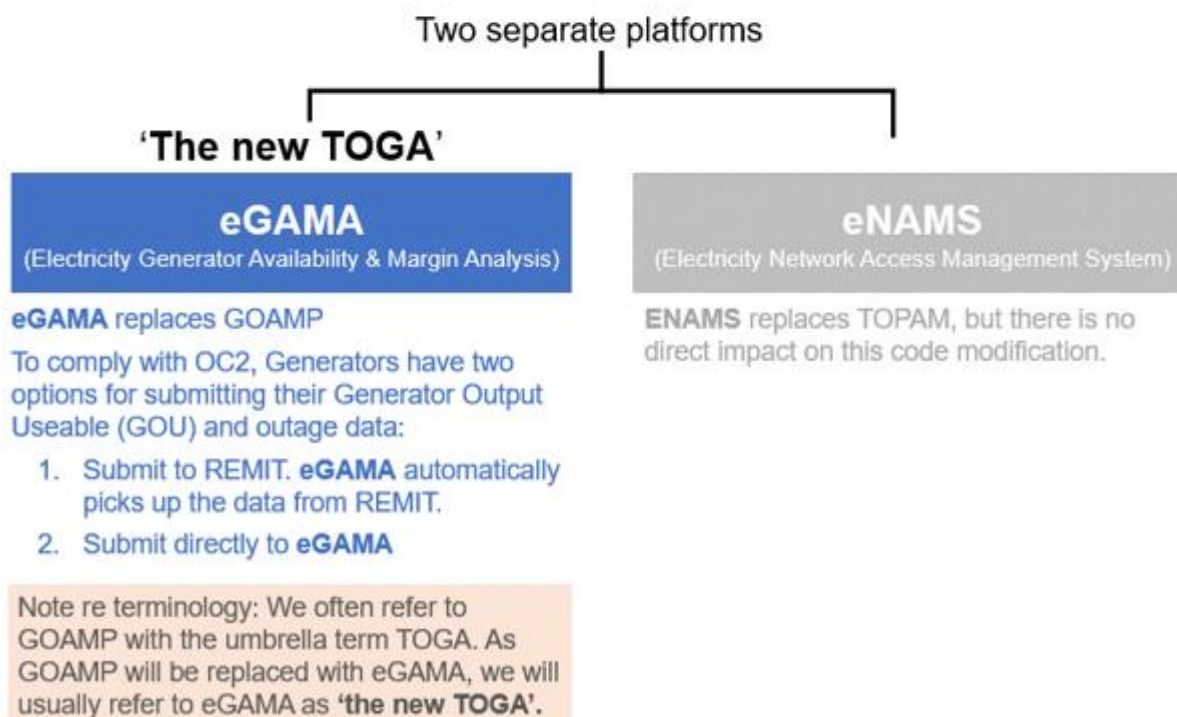 Two separate platforms
‘The new TOGA’
eGAMA
(Electricity Generator Availability & Margin Analysis)
eGAMA replaces GOAMP
To comply with OC2, Generators have two
options for submitting their Generator Output
Useable (GOU) and outage data:
1. Submit to REMIT. eGAMA automatically
picks up the data from REMIT.
2. Submit directly to eGAMA
Note re terminology: We often refer to
GOAMP with the umbrella term TOGA. As
GOAMP will be replaced with eGAMA, we will
usually refer to eGAMA as ‘the new TOGA’.
eNAMS
(Electricity Network Access Management System)
ENAMS replaces TOPAM, but there is no
direct impact on this code modification.